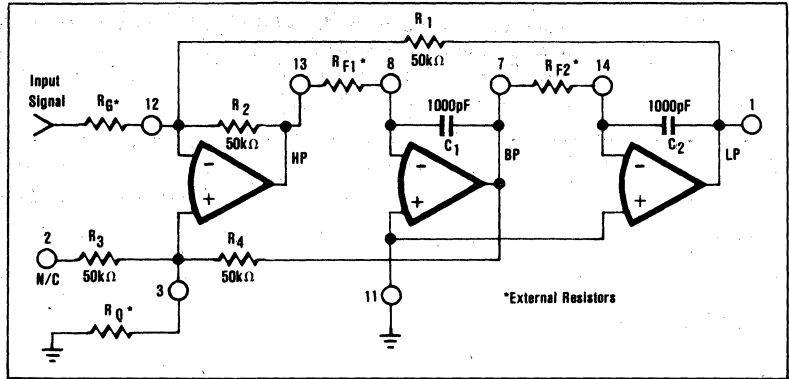 R1
50kΩ
Input
Signal
RG*
12
R2
50kΩ
13
RF1*
8
1000pF
C1
7
RF2*
14
1000pF
C2
1
HP
BP
LP
−
+
−
+
−
+
2
N/C
R3
50kΩ
R4
50kΩ
3
RQ*
11
*External Resistors